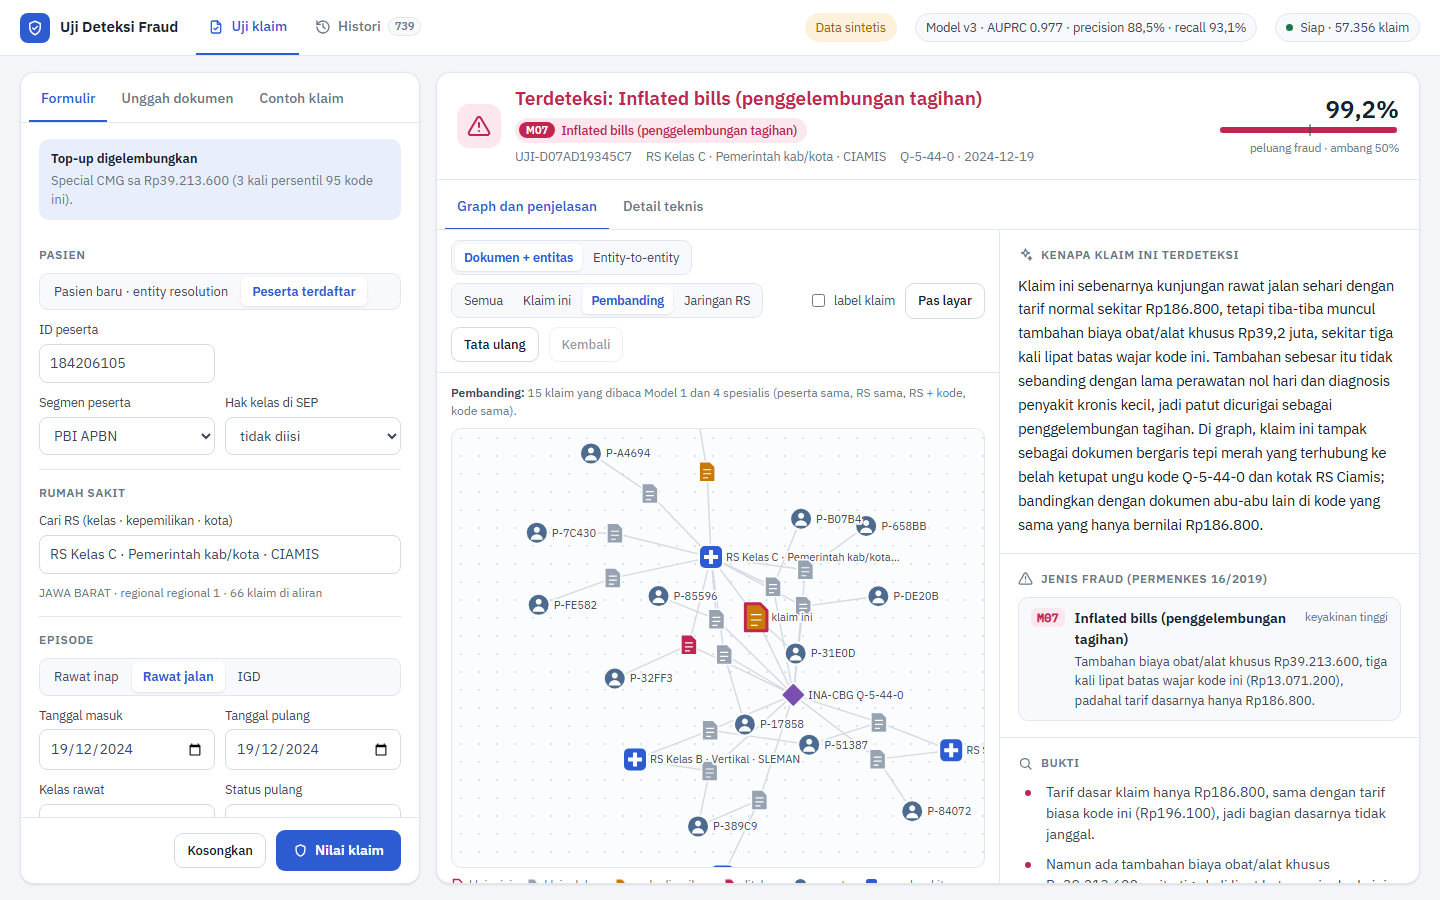 Uji Deteksi Fraud
Uji klaim
Histori 739
Data sintetis
Model v3 · AUPRC 0.977 · precision 88,5% · recall 93,1%
Siap · 57.356 klaim
Formulir
Unggah dokumen
Contoh klaim
Top-up digelembungkan
Special CMG sa Rp39.213.600 (3 kali persentil 95 kode
ini).
PASIEN
Pasien baru · entity resolution
Peserta terdaftar
ID peserta
184206105
Segmen peserta
Hak kelas di SEP
PBI APBN
tidak diisi
RUMAH SAKIT
Cari RS (kelas · kepemilikan · kota)
RS Kelas C · Pemerintah kab/kota · CIAMIS
JAWA BARAT · regional regional 1 · 66 klaim di aliran
EPISODE
Rawat inap
Rawat jalan
IGD
Tanggal masuk
Tanggal pulang
19/12/2024
19/12/2024
Kelas rawat
Status pulang
Kosongkan
Nilai klaim
Terdeteksi: Inflated bills (penggelembungan tagihan)
M07 Inflated bills (penggelembungan tagihan)
UJI-D07AD19345C7 RS Kelas C · Pemerintah kab/kota · CIAMIS Q-5-44-0 · 2024-12-19
99,2%
peluang fraud · ambang 50%
Graph dan penjelasan
Detail teknis
Dokumen + entitas
Entity-to-entity
Semua
Klaim ini
Pembanding
Jaringan RS
label klaim
Pas layar
Tata ulang
Kembali
Pembanding: 15 klaim yang dibaca Model 1 dan 4 spesialis (peserta sama, RS sama, RS + kode,
kode sama).
P-A4694
P-7C430
P-B07B4
P-658BB
RS Kelas C · Pemerintah kab/kota...
P-FE582
P-85596
P-DE20B
klaim ini
P-31E0D
P-32FF3
INA-CBG Q-5-44-0
P-17858
P-51387
RS Kelas B · Vertikal · SLEMAN
RS
P-84072
P-389C9
KENAPA KLAIM INI TERDETEKSI
Klaim ini sebenarnya kunjungan rawat jalan sehari dengan
tarif normal sekitar Rp186.800, tetapi tiba-tiba muncul
tambahan biaya obat/alat khusus Rp39,2 juta, sekitar tiga
kali lipat batas wajar kode ini. Tambahan sebesar itu tidak
sebanding dengan lama perawatan nol hari dan diagnosis
penyakit kronis kecil, jadi patut dicurigai sebagai
penggelembungan tagihan. Di graph, klaim ini tampak
sebagai dokumen bergaris tepi merah yang terhubung ke
belah ketupat ungu kode Q-5-44-0 dan kotak RS Ciamis;
bandingkan dengan dokumen abu-abu lain di kode yang
sama yang hanya bernilai Rp186.800.
JENIS FRAUD (PERMENKES 16/2019)
M07 Inflated bills (penggelembungan keyakinan tinggi
tagihan)
Tambahan biaya obat/alat khusus Rp39.213.600, tiga
kali lipat batas wajar kode ini (Rp13.071.200),
padahal tarif dasarnya hanya Rp186.800.
BUKTI
Tarif dasar klaim hanya Rp186.800, sama dengan tarif
biasa kode ini (Rp196.100), jadi bagian dasarnya tidak
janggal.
Namun ada tambahan biaya obat/alat khusus